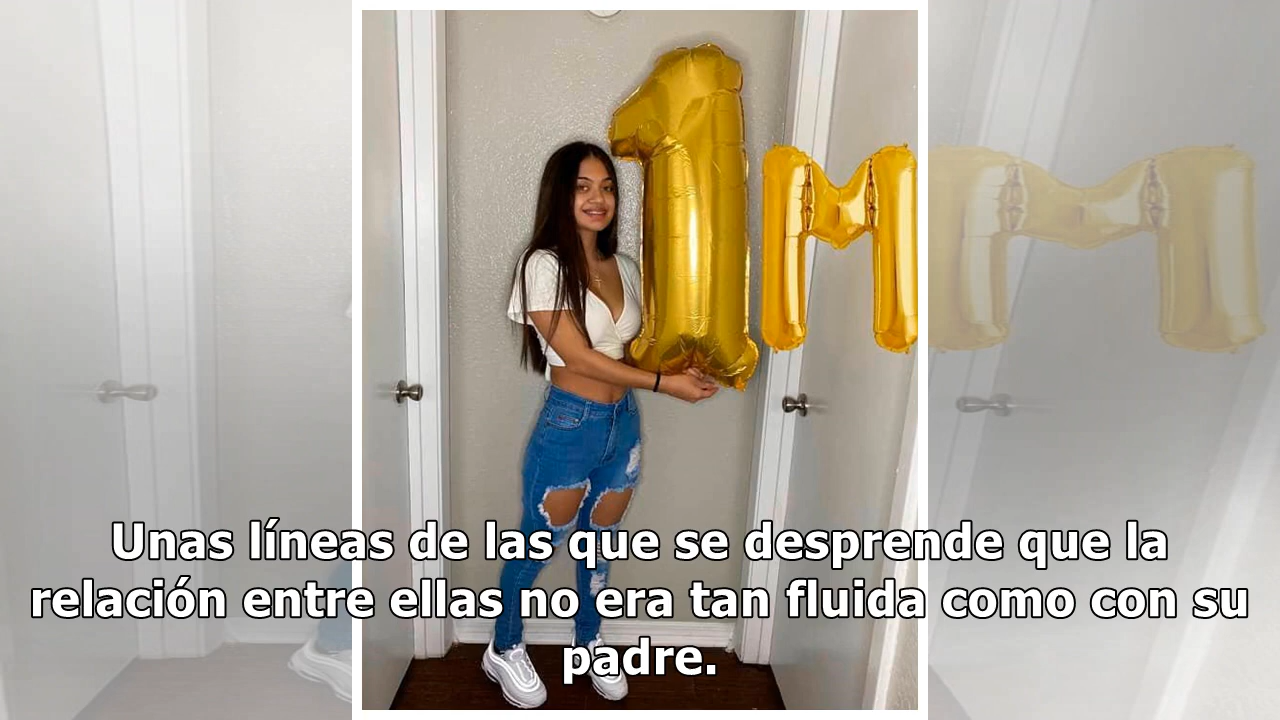 1 M
Unas líneas de las que se desprende que la
relación entre ellas no era tan fluida como con su
padre.